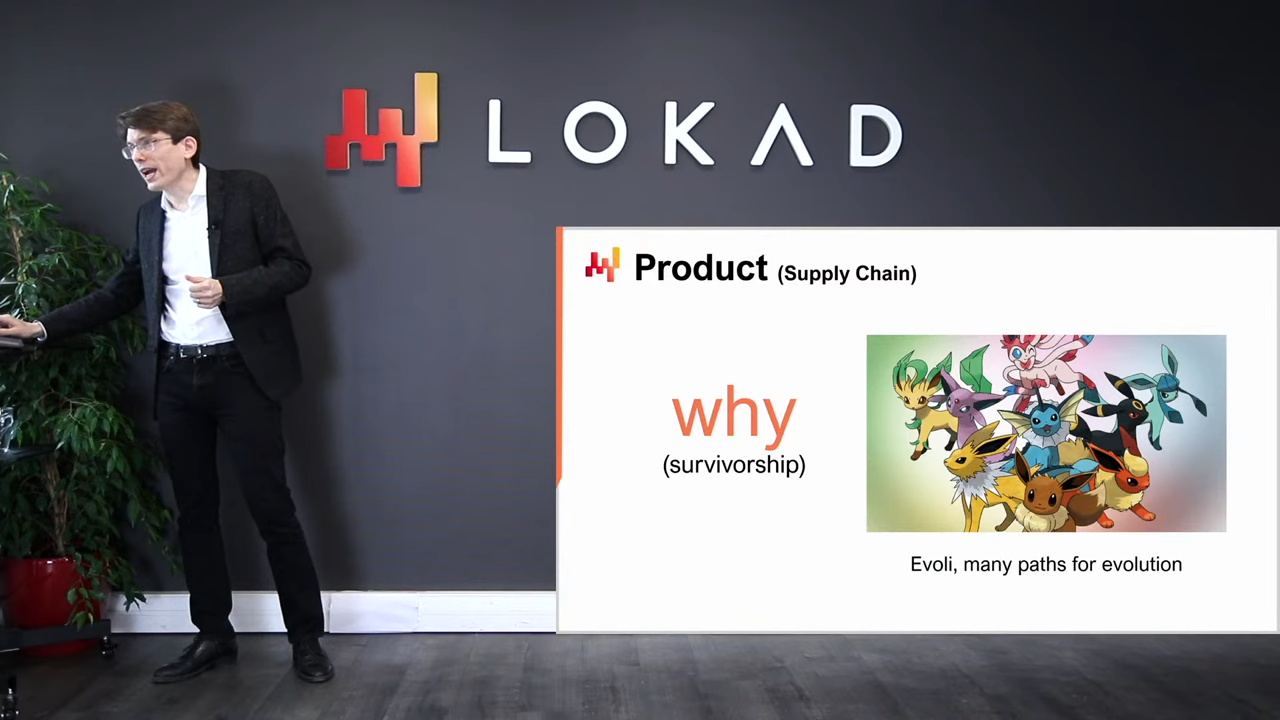 LOKAD
Product (Supply Chain)
why
(survivorship)
Evoli, many paths for evolution